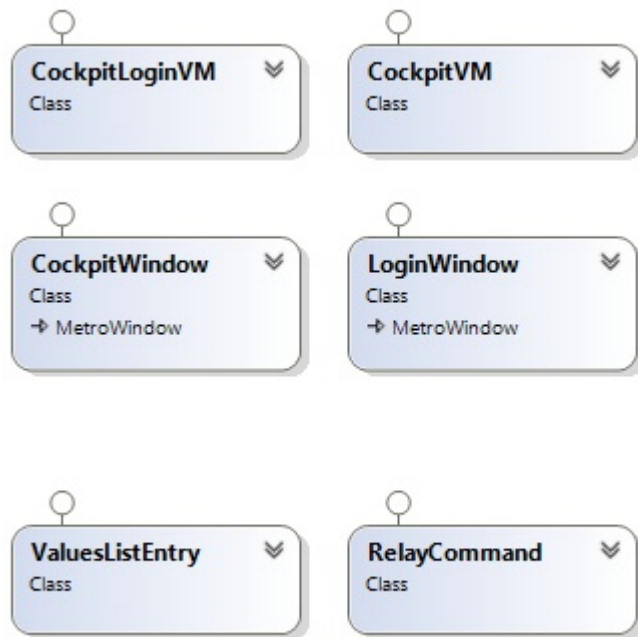 CockpitLoginVM
Class
CockpitVM
Class
CockpitWindow
Class
MetroWindow
LoginWindow
Class
MetroWindow
ValuesListEntry
Class
RelayCommand
Class